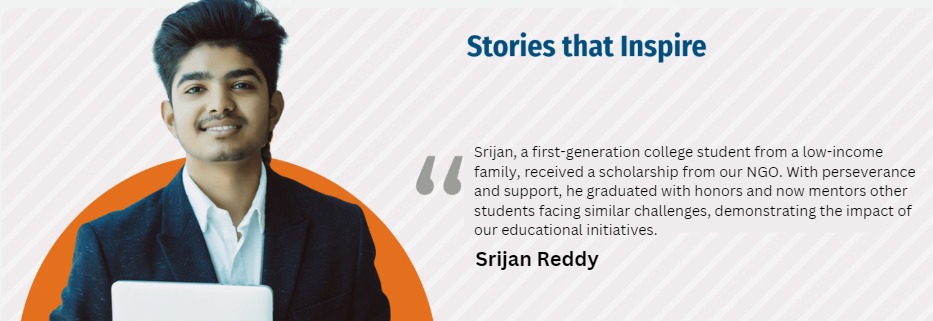 Stories that Inspire
“
Srijan, a first-generation college student from a low-income
family, received a scholarship from our NGO. With perseverance
and support, he graduated with honors and now mentors other
students facing similar challenges, demonstrating the impact of
our educational initiatives.
Srijan Reddy